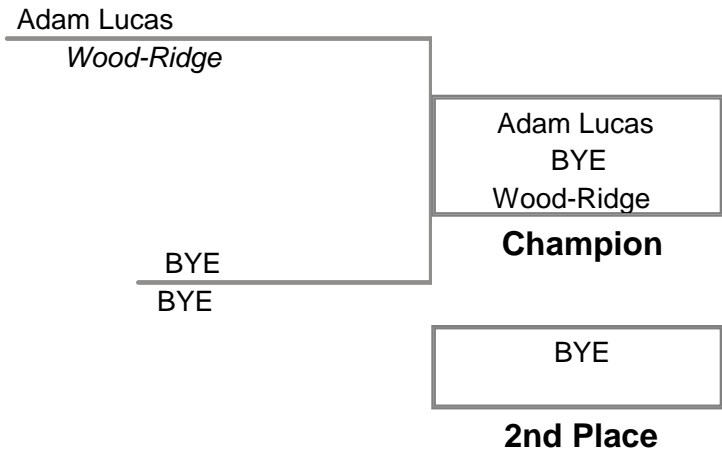 Adam Lucas
Wood-Ridge
Adam Lucas
BYE
Wood-Ridge
Champion
BYE
BYE
BYE
2nd Place